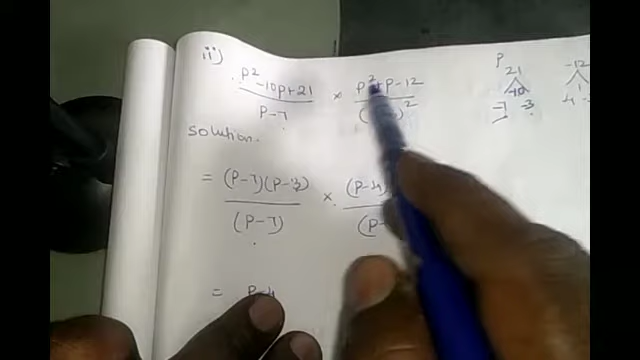 ii) p² - 10p + 21 / p - 7 × p² + p - 12 / ( )²
p 21 -10 -7 -3
-12 4
Solution.
= (p-7)(p-3) / (p-7) × (p-4) / (p-
= p-4